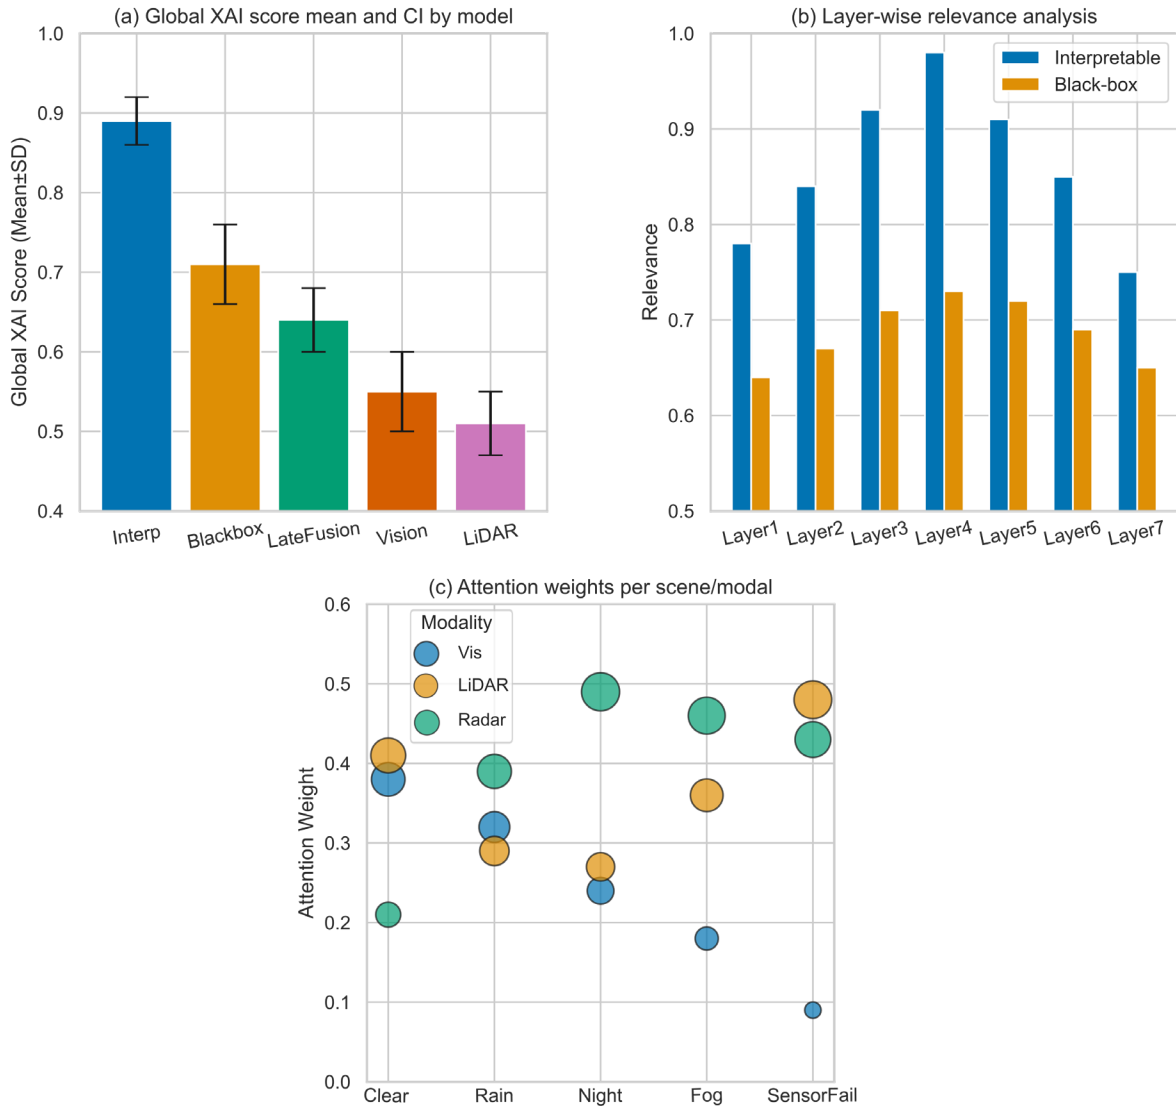 (a) Global XAI score mean and CI by model
Global XAI Score (Mean±SD)
1.0
0.9
0.8
0.7
0.6
0.5
0.4
Interp
Blackbox
LateFusion
Vision
LiDAR
(b) Layer-wise relevance analysis
Relevance
1.0
0.9
0.8
0.7
0.6
0.5
Interpretable
Black-box
Layer1
Layer2
Layer3
Layer4
Layer5
Layer6
Layer7
(c) Attention weights per scene/modal
Attention Weight
0.6
0.5
0.4
0.3
0.2
0.1
0.0
Modality
Vis
LiDAR
Radar
Clear
Rain
Night
Fog
SensorFail